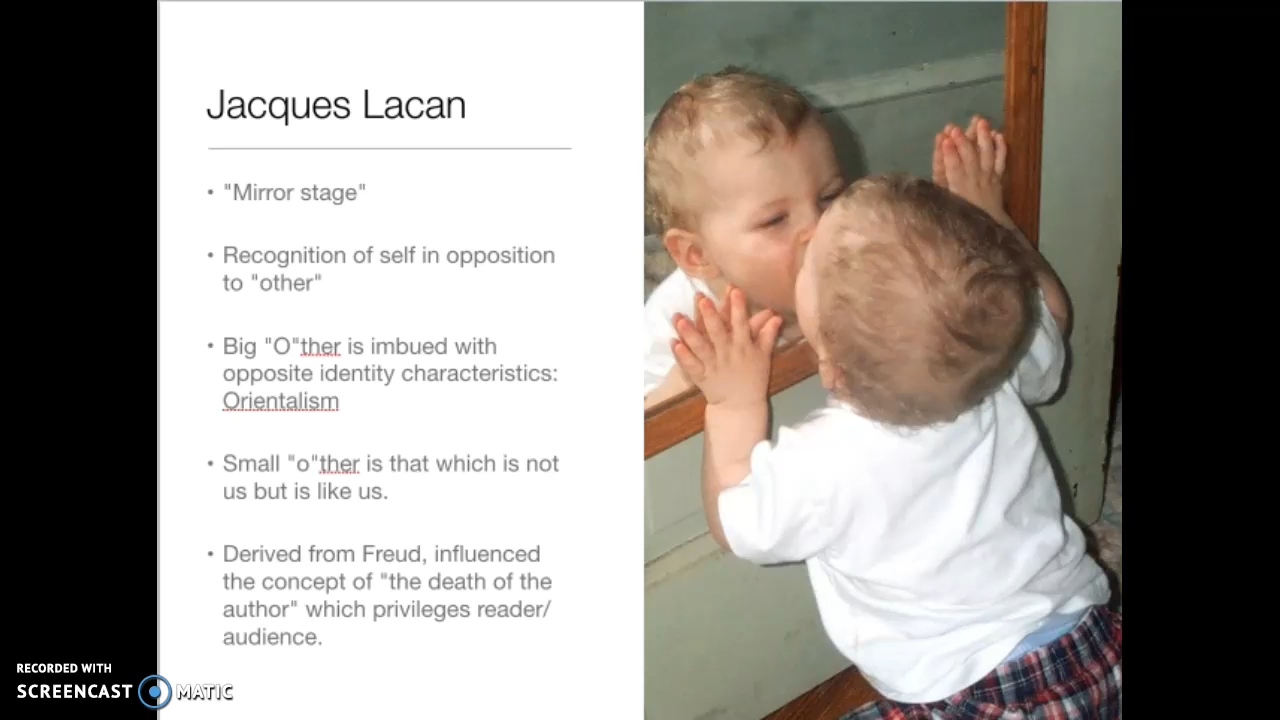 Jacques Lacan
• "Mirror stage"
• Recognition of self in opposition
to "other"
• Big "O"ther is imbued with
opposite identity characteristics:
Orientalism
• Small "o"ther is that which is not
us but is like us.
• Derived from Freud, influenced
the concept of "the death of the
author" which privileges reader/
audience.
RECORDED WITH
SCREENCAST MATIC